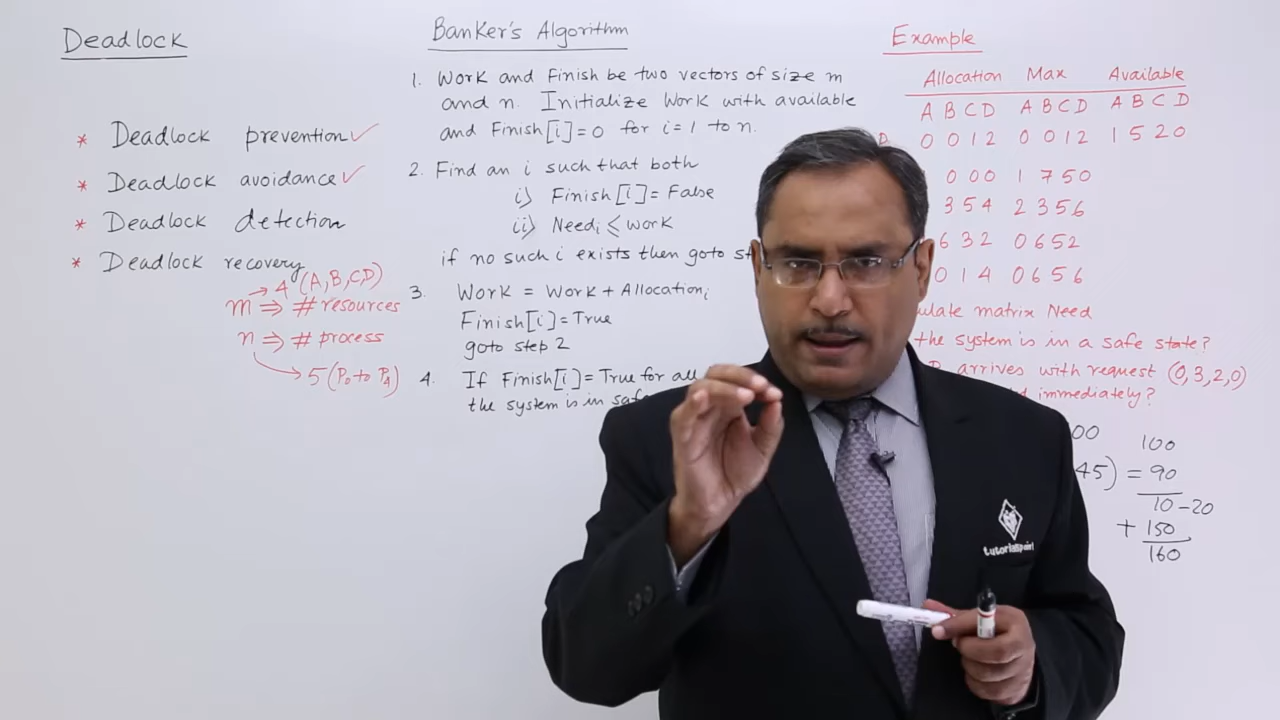 Deadlock
* Deadlock prevention ✓
* Deadlock avoidance ✓
* Deadlock detection
* Deadlock recovery
→ 4 (A,B,CD)
m ⇒ # resources
n ⇒ # process
→ 5 (P0 to P4)
Banker's Algorithm
1. Work and Finish be two vectors of size m
and n. Initialize Work with available
and Finish[i]=0 for i=1 to n.
2. Find an i such that both
i) Finish[i]=False
ii) Needi ≤ work
if no such i exists then goto
3. Work = Work + Allocationi
Finish[i]=True
goto step 2
4. If Finish[i]=True for all
the system is in
Example
Allocation Max Available
A B C D A B C D A B C D
0 0 1 2 0 0 1 2 1 5 2 0
0 0 0 1 7 5 0
3 5 4 2 3 5 6
6 3 2 0 6 5 2
0 1 4 0 6 5 6
matrix Need
the system is in a safe state?
arrives with request (0,3,2,0)
immediately?
00
45) = 90
100
10 -20
+ 150
160
tutorialspoint